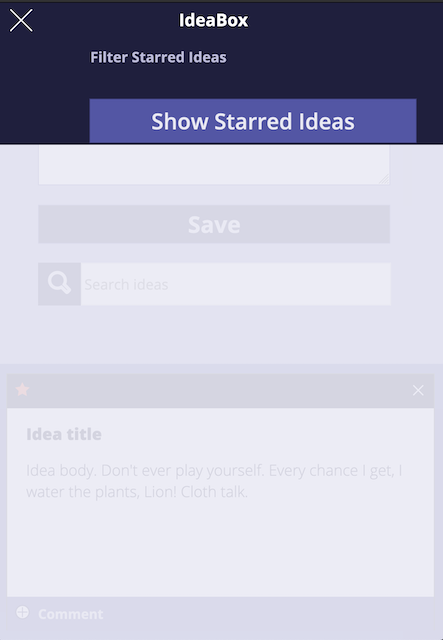 IdeaBox
Filter Starred Ideas
Show Starred Ideas
Save
Search Ideas
Idea title
Idea body. Don't ever play yourself. Every chance I get, I
water the plants, Lion! Cloth talk.
Comment